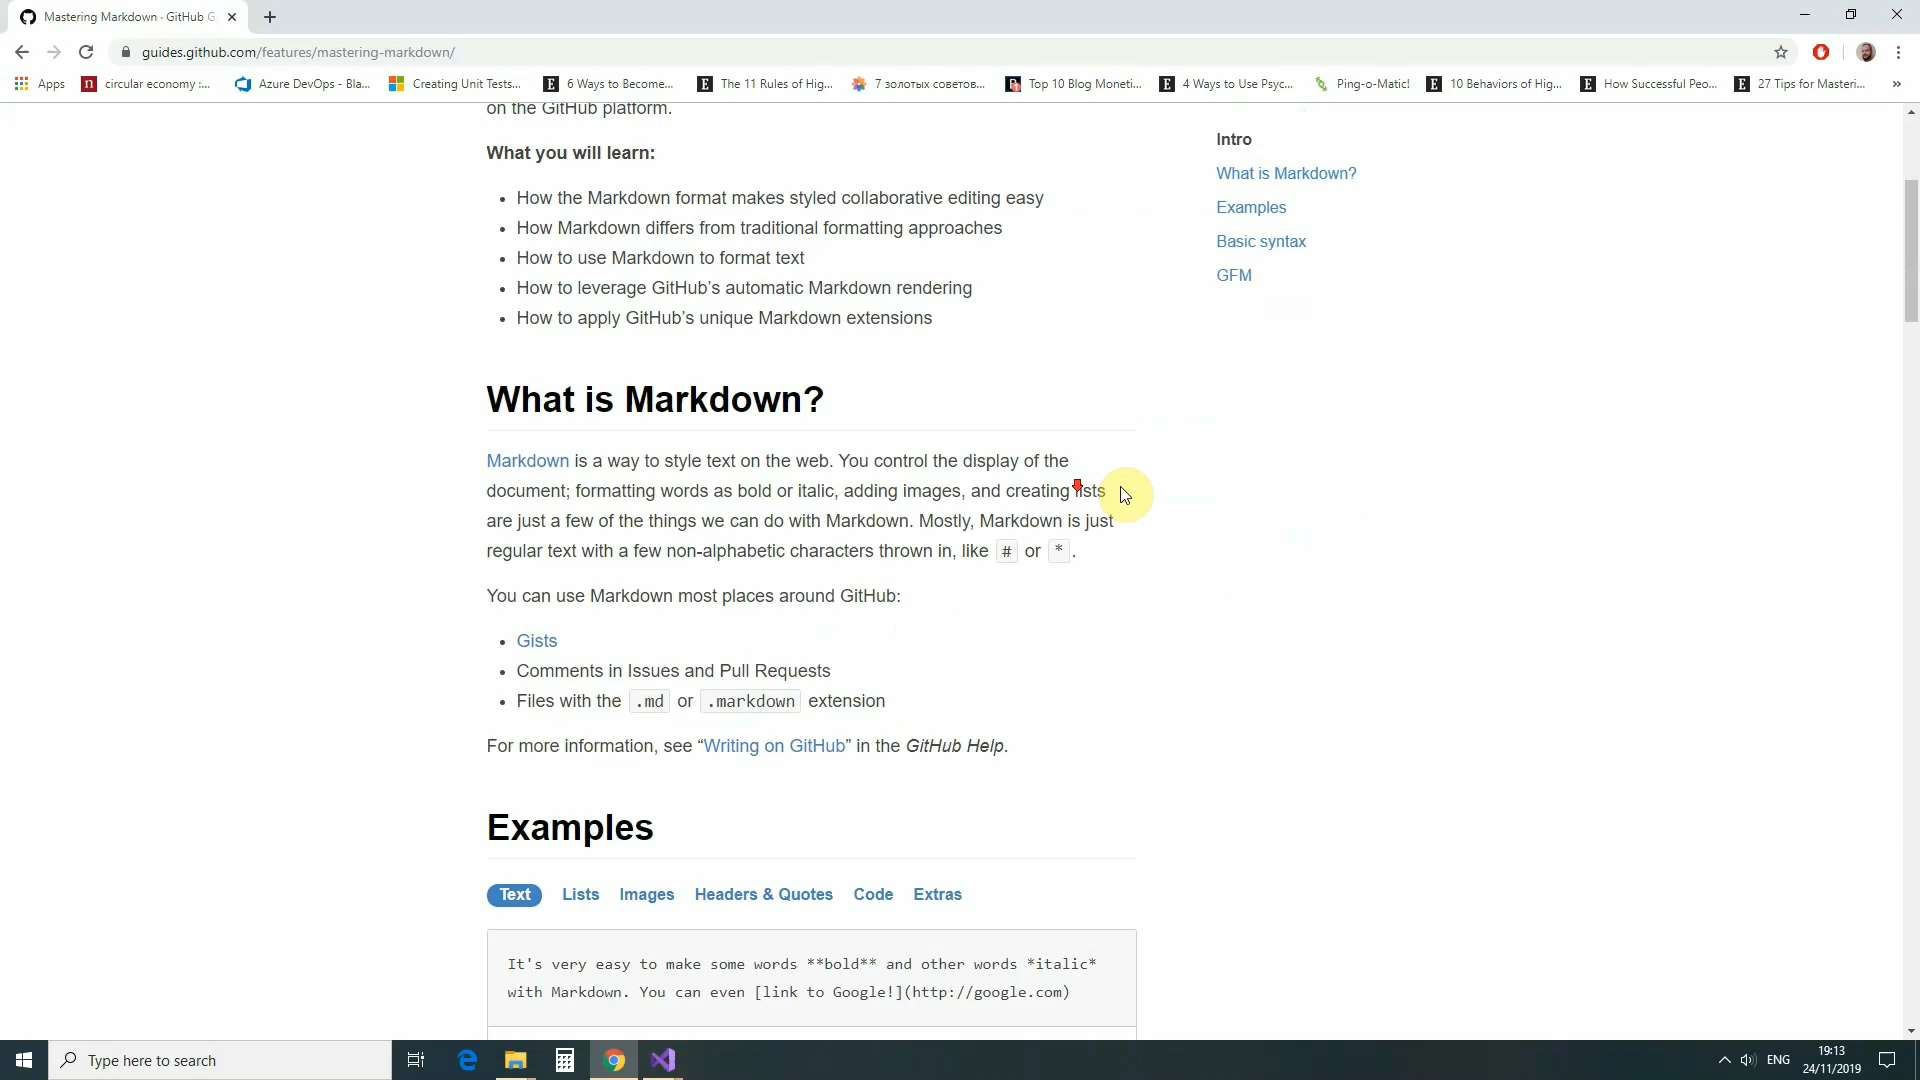 Mastering Markdown · GitHub G
guides.github.com/features/mastering-markdown/
Apps
circular economy :...
Azure DevOps - Bla...
Creating Unit Tests...
6 Ways to Become...
The 11 Rules of Hig...
7 золотых советов...
Top 10 Blog Moneti...
4 Ways to Use Psyc...
Ping-o-Matic!
10 Behaviors of Hig...
How Successful Peo...
27 Tips for Masteri...
»
on the GitHub platform.
What you will learn:
• How the Markdown format makes styled collaborative editing easy
• How Markdown differs from traditional formatting approaches
• How to use Markdown to format text
• How to leverage GitHub’s automatic Markdown rendering
• How to apply GitHub’s unique Markdown extensions
Intro
What is Markdown?
Examples
Basic syntax
GFM
What is Markdown?
Markdown is a way to style text on the web. You control the display of the
document; formatting words as bold or italic, adding images, and creating lists
are just a few of the things we can do with Markdown. Mostly, Markdown is just
regular text with a few non-alphabetic characters thrown in, like # or *.
You can use Markdown most places around GitHub:
• Gists
• Comments in Issues and Pull Requests
• Files with the .md or .markdown extension
For more information, see “Writing on GitHub” in the GitHub Help.
Examples
Text Lists Images Headers & Quotes Code Extras
It's very easy to make some words **bold** and other words *italic*
with Markdown. You can even [link to Google!](http://google.com)
Type here to search
ENG
19:13
24/11/2019